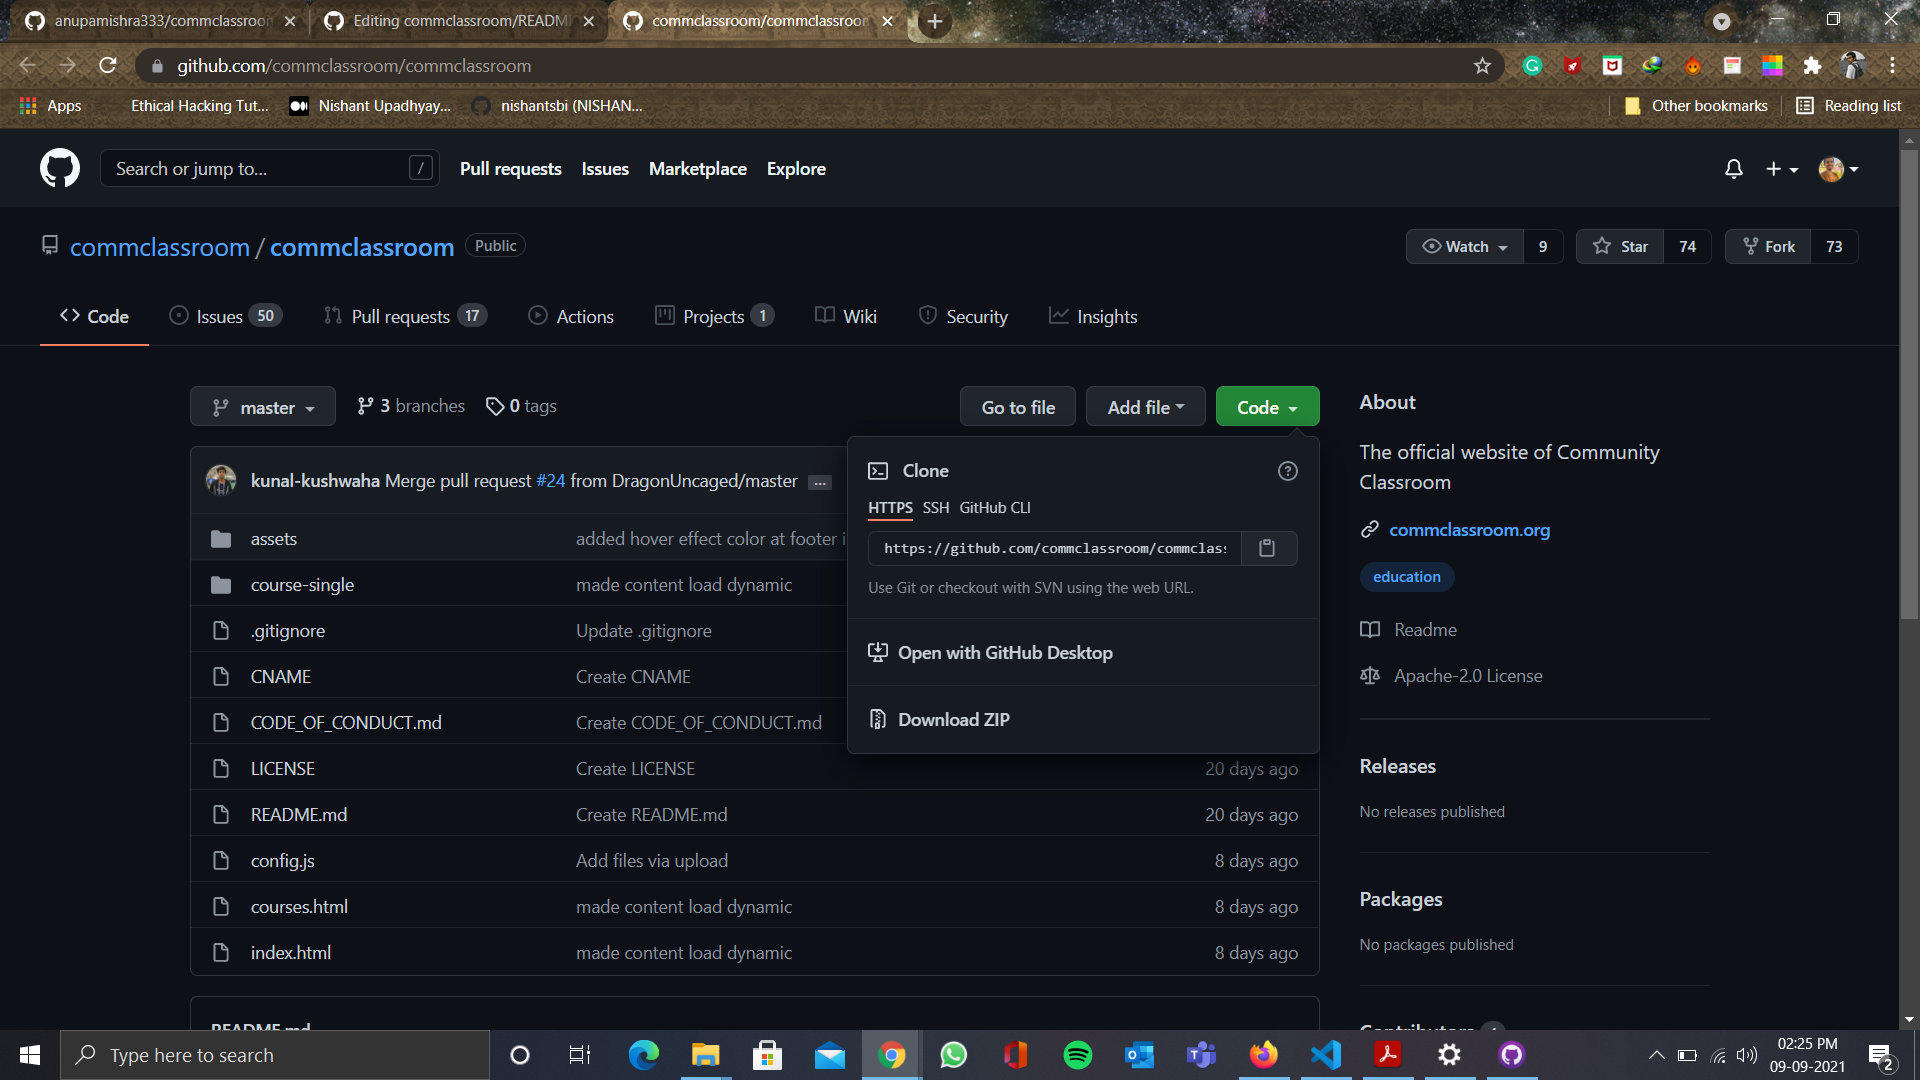 anupamishra333/commclassroom
Editing commclassroom/READM
commclassroom/commclassroom
github.com/commclassroom/commclassroom
Apps
Ethical Hacking Tut...
Nishant Upadhyay...
nishantsbi (NISHAN...
Other bookmarks
Reading list
Search or jump to...
/
Pull requests
Issues
Marketplace
Explore
commclassroom / commclassroom
Public
Watch 9
Star 74
Fork 73
Code
Issues 50
Pull requests 17
Actions
Projects 1
Wiki
Security
Insights
master
3 branches
0 tags
Go to file
Add file
Code
kunal-kushwaha Merge pull request #24 from DragonUncaged/master ...
assets
added hover effect color at footer i
course-single
made content load dynamic
.gitignore
Update .gitignore
CNAME
Create CNAME
CODE_OF_CONDUCT.md
Create CODE_OF_CONDUCT.md
LICENSE
Create LICENSE
20 days ago
README.md
Create README.md
20 days ago
config.js
Add files via upload
8 days ago
courses.html
made content load dynamic
8 days ago
index.html
made content load dynamic
8 days ago
README.md
Clone
HTTPS SSH GitHub CLI
https://github.com/commclassroom/commclass
Use Git or checkout with SVN using the web URL.
Open with GitHub Desktop
Download ZIP
About
The official website of Community
Classroom
commclassroom.org
education
Readme
Apache-2.0 License
Releases
No releases published
Packages
No packages published
Contributors
Type here to search
02:25 PM
09-09-2021
2